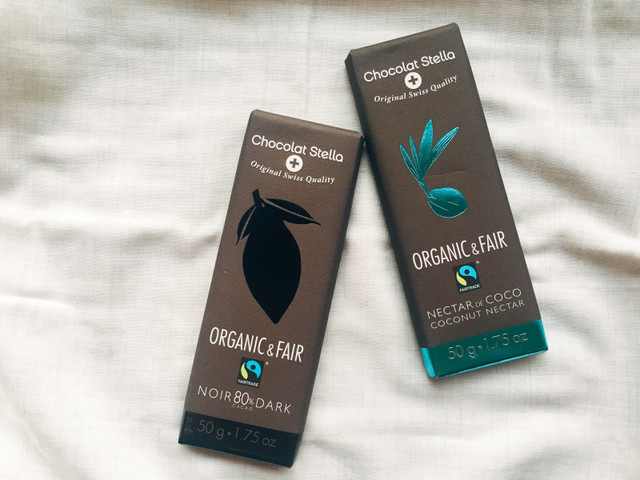 Chocolat Stella
Original Swiss Quality
ORGANIC & FAIR
FAIRTRADE
NOIR 80% DARK
CACAO
50 g • 1.75 oz
Chocolat Stella
Original Swiss Quality
ORGANIC & FAIR
FAIRTRADE
NECTAR DE COCO
COCONUT NECTAR
50 g • 1.75 oz